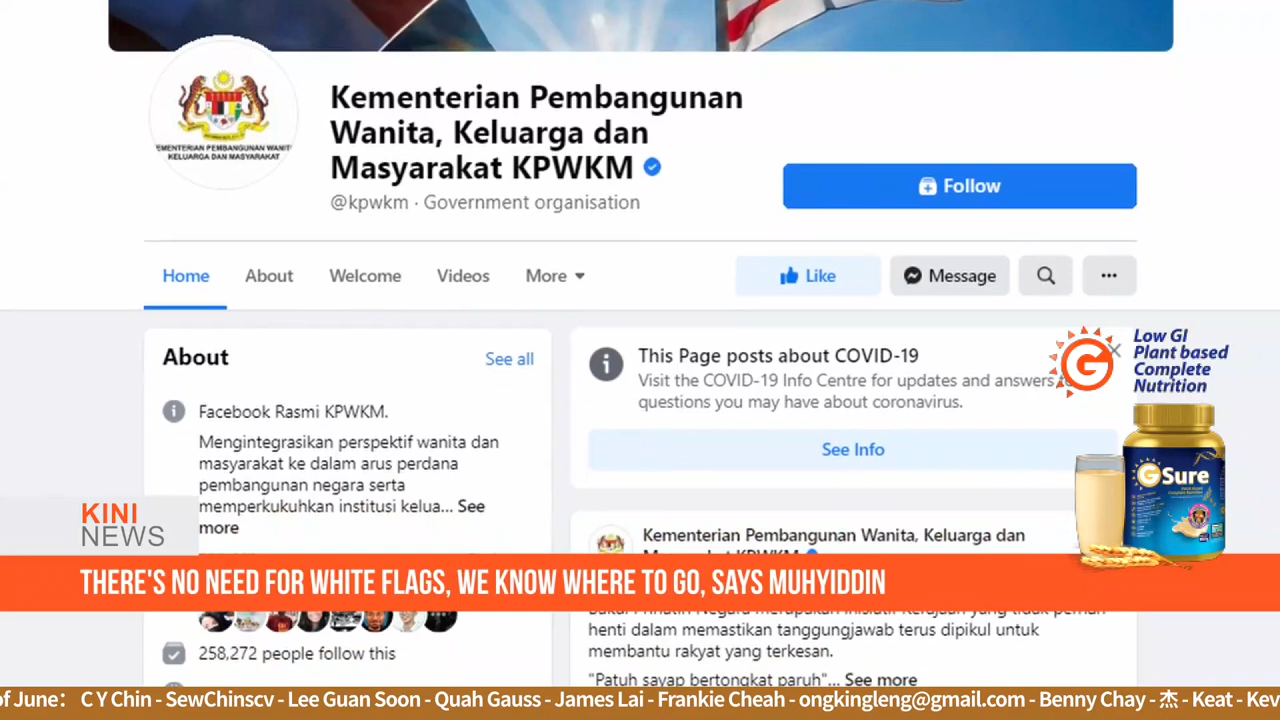 Kementerian Pembangunan
Wanita, Keluarga dan
Masyarakat KPWKM
@kpwkm · Government organisation
Follow
EMENTERIAN PEMBANGUNAN WANIT
KELUARGA DAN MASYARAKAT
Home
About
Welcome
Videos
More
Like
Message
About
See all
Facebook Rasmi KPWKM.
Mengintegrasikan perspektif wanita dan
masyarakat ke dalam arus perdana
pembangunan negara serta
memperkukuhkan institusi kelua... See
more
258,272 people follow this
This Page posts about COVID-19
Visit the COVID-19 Info Centre for updates and answers
questions you may have about coronavirus.
See Info
Kementerian Pembangunan Wanita, Keluarga dan
henti dalam memastikan tanggungjawab terus dipikul untuk
membantu rakyat yang terkesan.
"Patuh sayap bertongkat paruh"... See more
Low GI
Plant based
Complete
Nutrition
G
GSure
KINI
NEWS
THERE'S NO NEED FOR WHITE FLAGS, WE KNOW WHERE TO GO, SAYS MUHYIDDIN
of June： C Y Chin - SewChinscv - Lee Guan Soon - Quah Gauss - James Lai - Frankie Cheah - ongkingleng@gmail.com - Benny Chay - 杰 - Keat - Kev